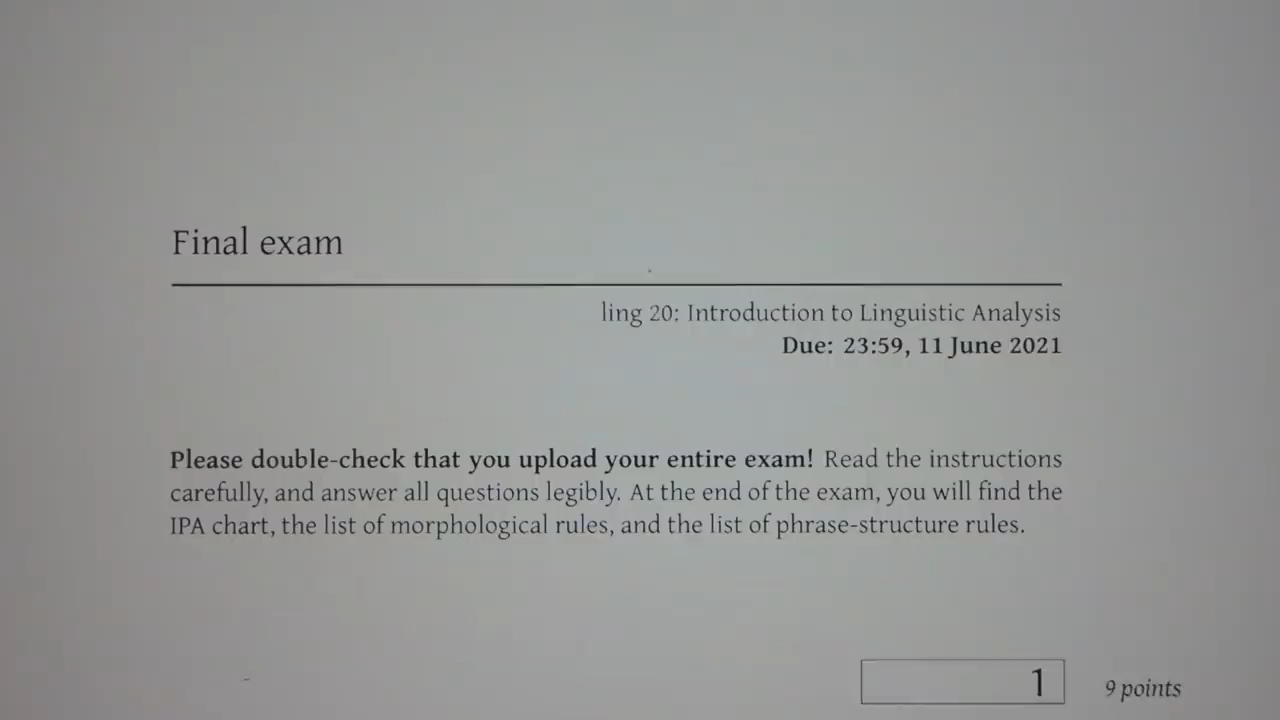 Final exam
ling 20: Introduction to Linguistic Analysis
Due: 23:59, 11 June 2021
Please double-check that you upload your entire exam! Read the instructions
carefully, and answer all questions legibly. At the end of the exam, you will find the
IPA chart, the list of morphological rules, and the list of phrase-structure rules.
1
9 points